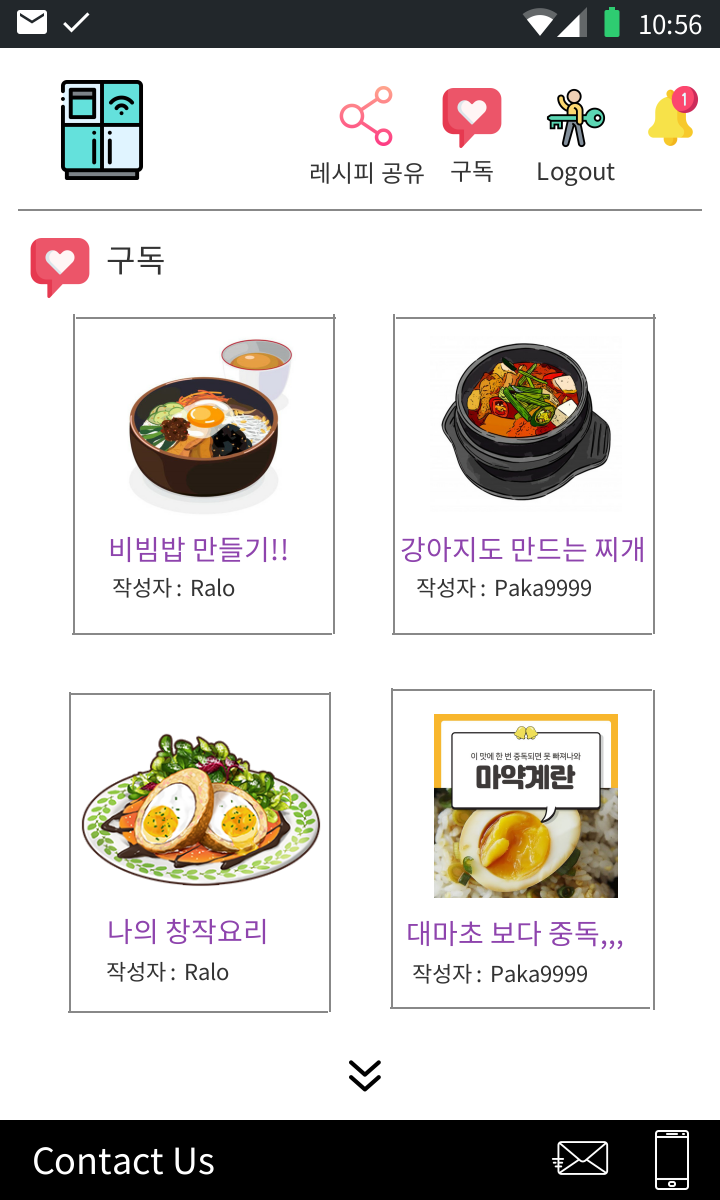 10:56
1
레시피 공유
구독
Logout
구독
비빔밥 만들기!!
작성자 : Ralo
강아지도 만드는 찌개
작성자 : Paka9999
이 맛에 한 번 중독되면 못 빠져나와
마약계란
나의 창작요리
작성자 : Ralo
대마초 보다 중독,,,
작성자 : Paka9999
Contact Us